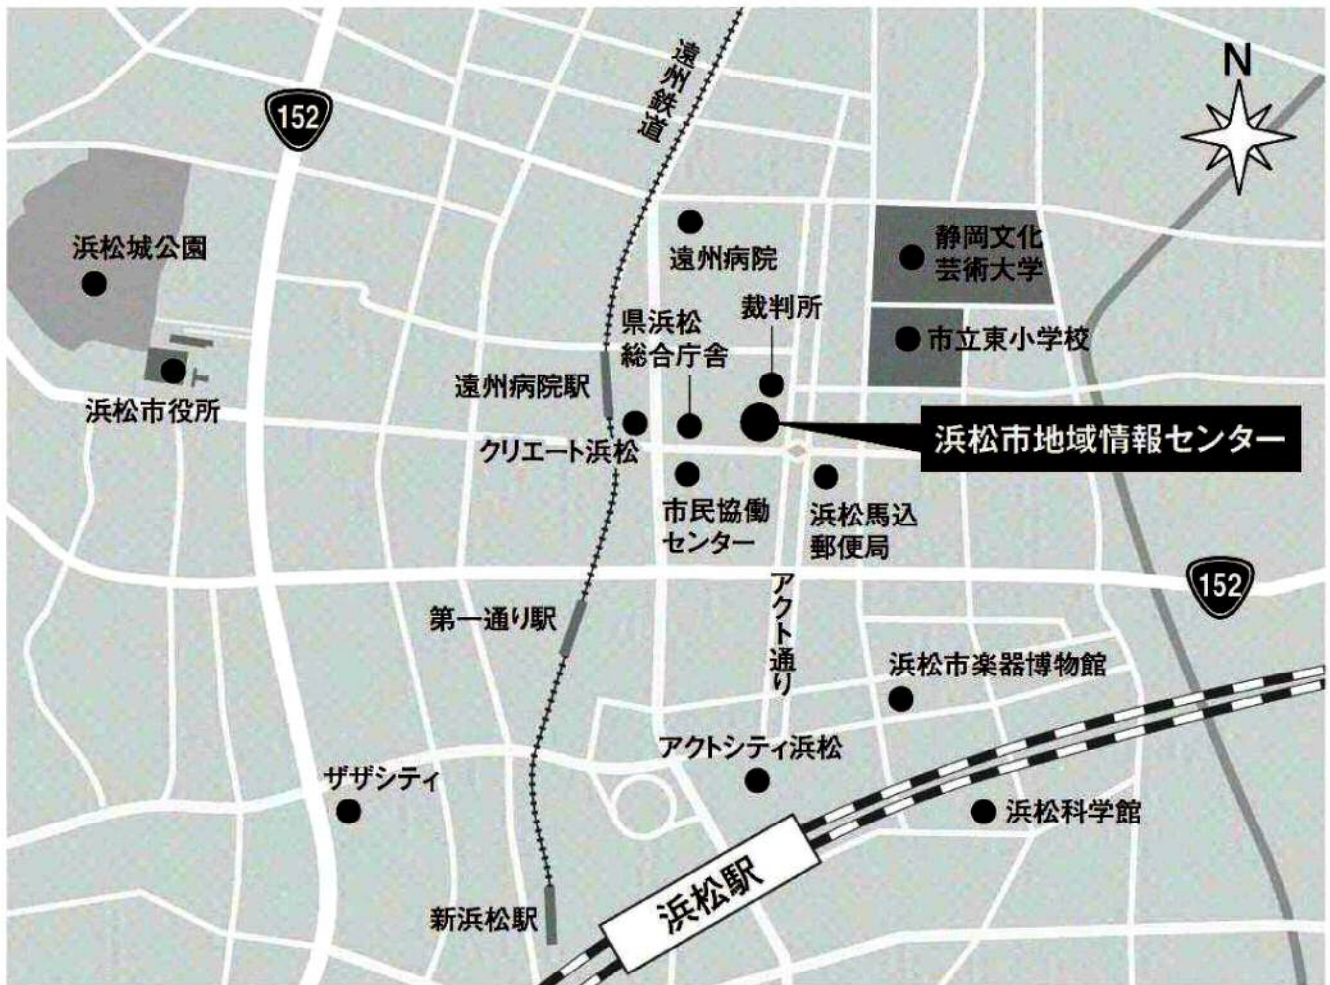 遠州鉄道
N
152
浜松城公園
遠州病院
静岡文化
芸術大学
裁判所
県浜松
総合庁舎
市立東小学校
遠州病院駅
浜松市役所
クリエート浜松
浜松市地域情報センター
市民協働
センター
浜松馬込
郵便局
152
アクト通り
第一通り駅
浜松市楽器博物館
アクトシティ浜松
ザザシティ
浜松科学館
浜松駅
新浜松駅